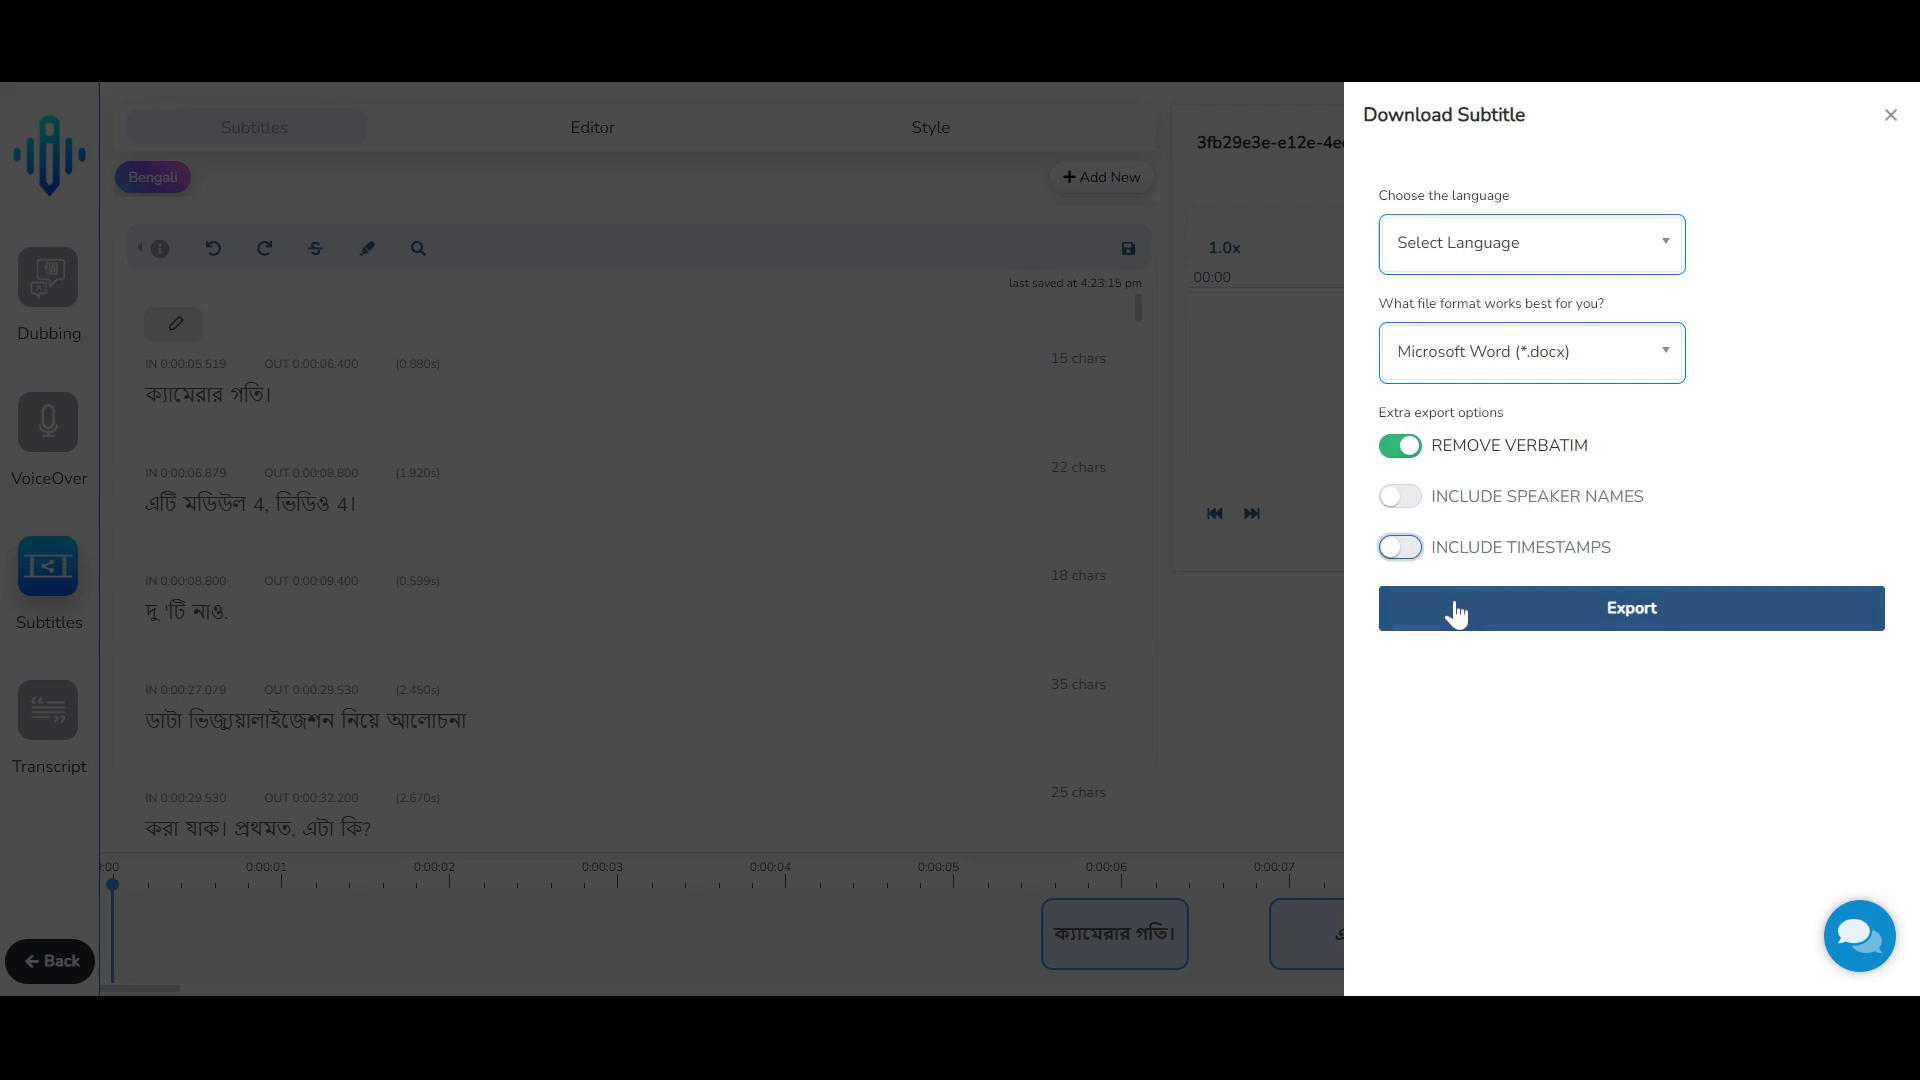 Subtitles
Editor
Style
Bengali
+ Add New
last saved at 4:23:15 pm
IN 0:00:05.519 OUT 0:00:06.400 (0.880s)
15 chars
ক্যামেরার গতি।
IN 0:00:06.879 OUT 0:00:08.800 (1.920s)
22 chars
এটি মডিউল 4, ভিডিও 4।
IN 0:00:08.800 OUT 0:00:09.400 (0.599s)
18 chars
দু 'টি নাও.
IN 0:00:27.079 OUT 0:00:29.530 (2.450s)
35 chars
ডাটা ভিজ্যুয়ালাইজেশন নিয়ে আলোচনা
IN 0:00:29.530 OUT 0:00:32.200 (2.670s)
25 chars
করা যাক। প্রথমত, এটা কি?
Dubbing
VoiceOver
Subtitles
Transcript
← Back
3fb29e3e-e12e-4e
1.0x
00:00
:00 0:00:01 0:00:02 0:00:03 0:00:04 0:00:05 0:00:06 0:00:07
ক্যামেরার গতি।
Download Subtitle
Choose the language
Select Language
What file format works best for you?
Microsoft Word (*.docx)
Extra export options
REMOVE VERBATIM
INCLUDE SPEAKER NAMES
INCLUDE TIMESTAMPS
Export